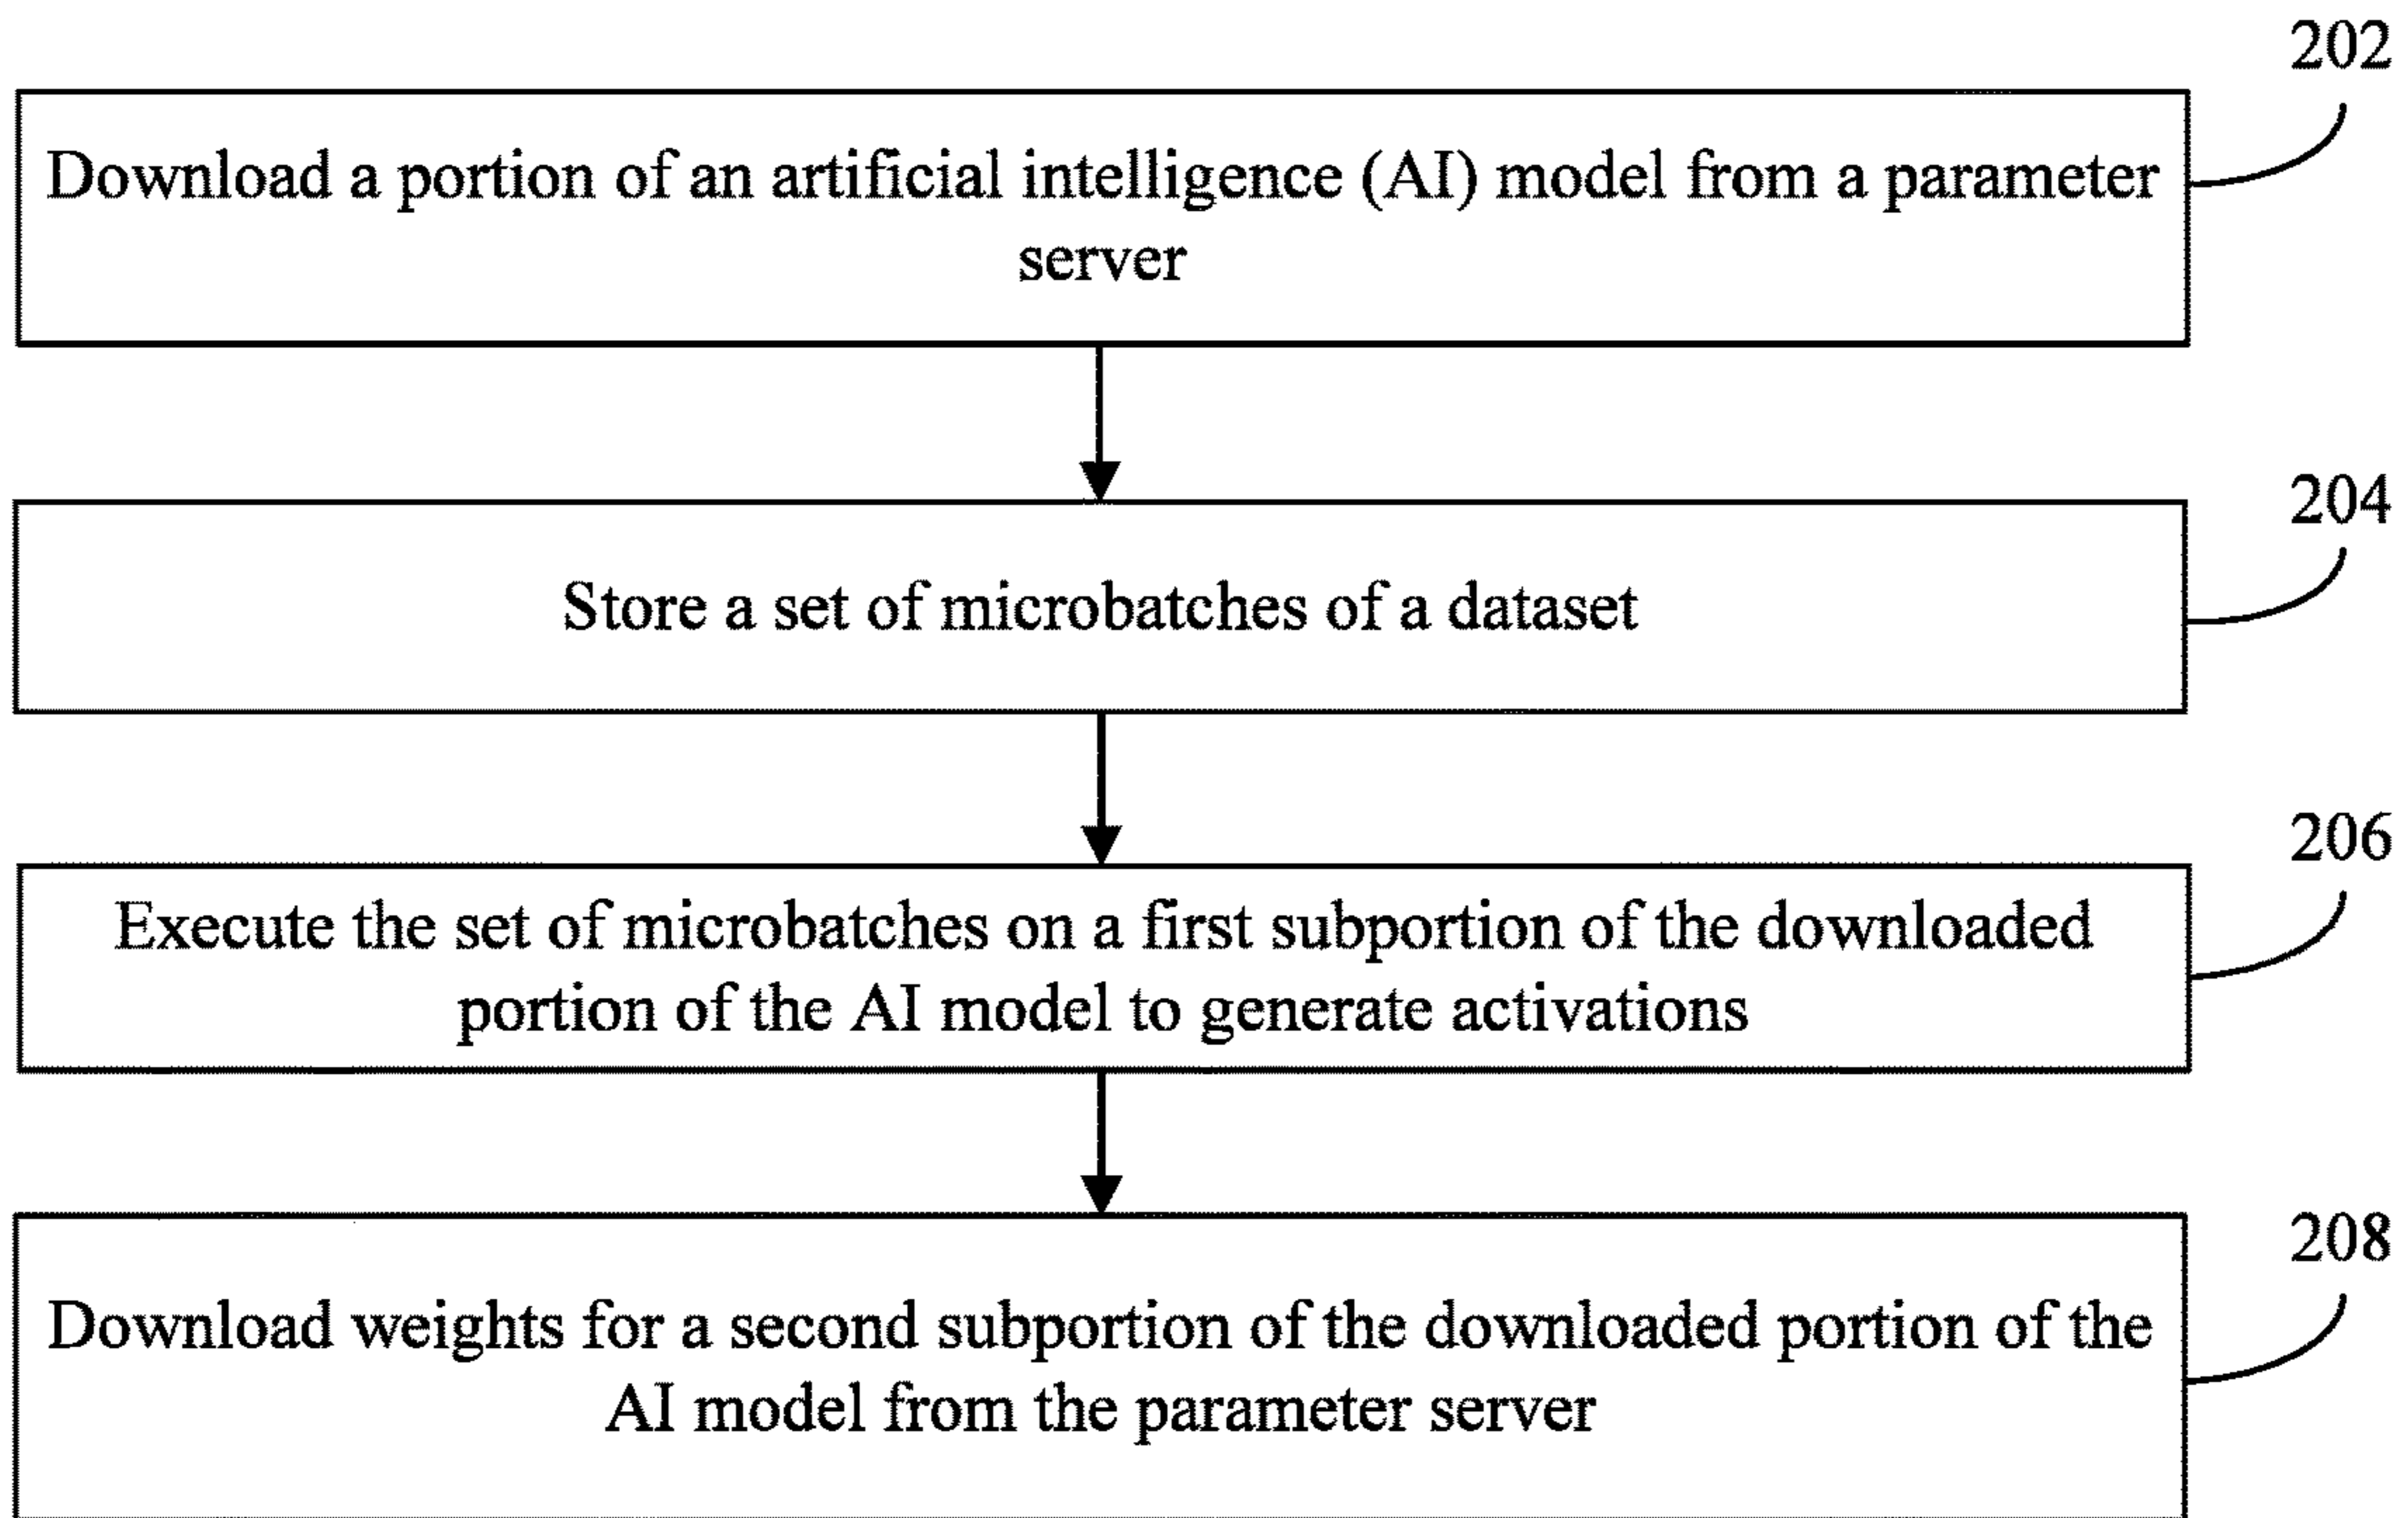 202
Download a portion of an artificial intelligence (AI) model from a parameter
server
204
Store a set of microbatches of a dataset
206
Execute the set of microbatches on a first subportion of the downloaded
portion of the AI model to generate activations
208
Download weights for a second subportion of the downloaded portion of the
AI model from the parameter server